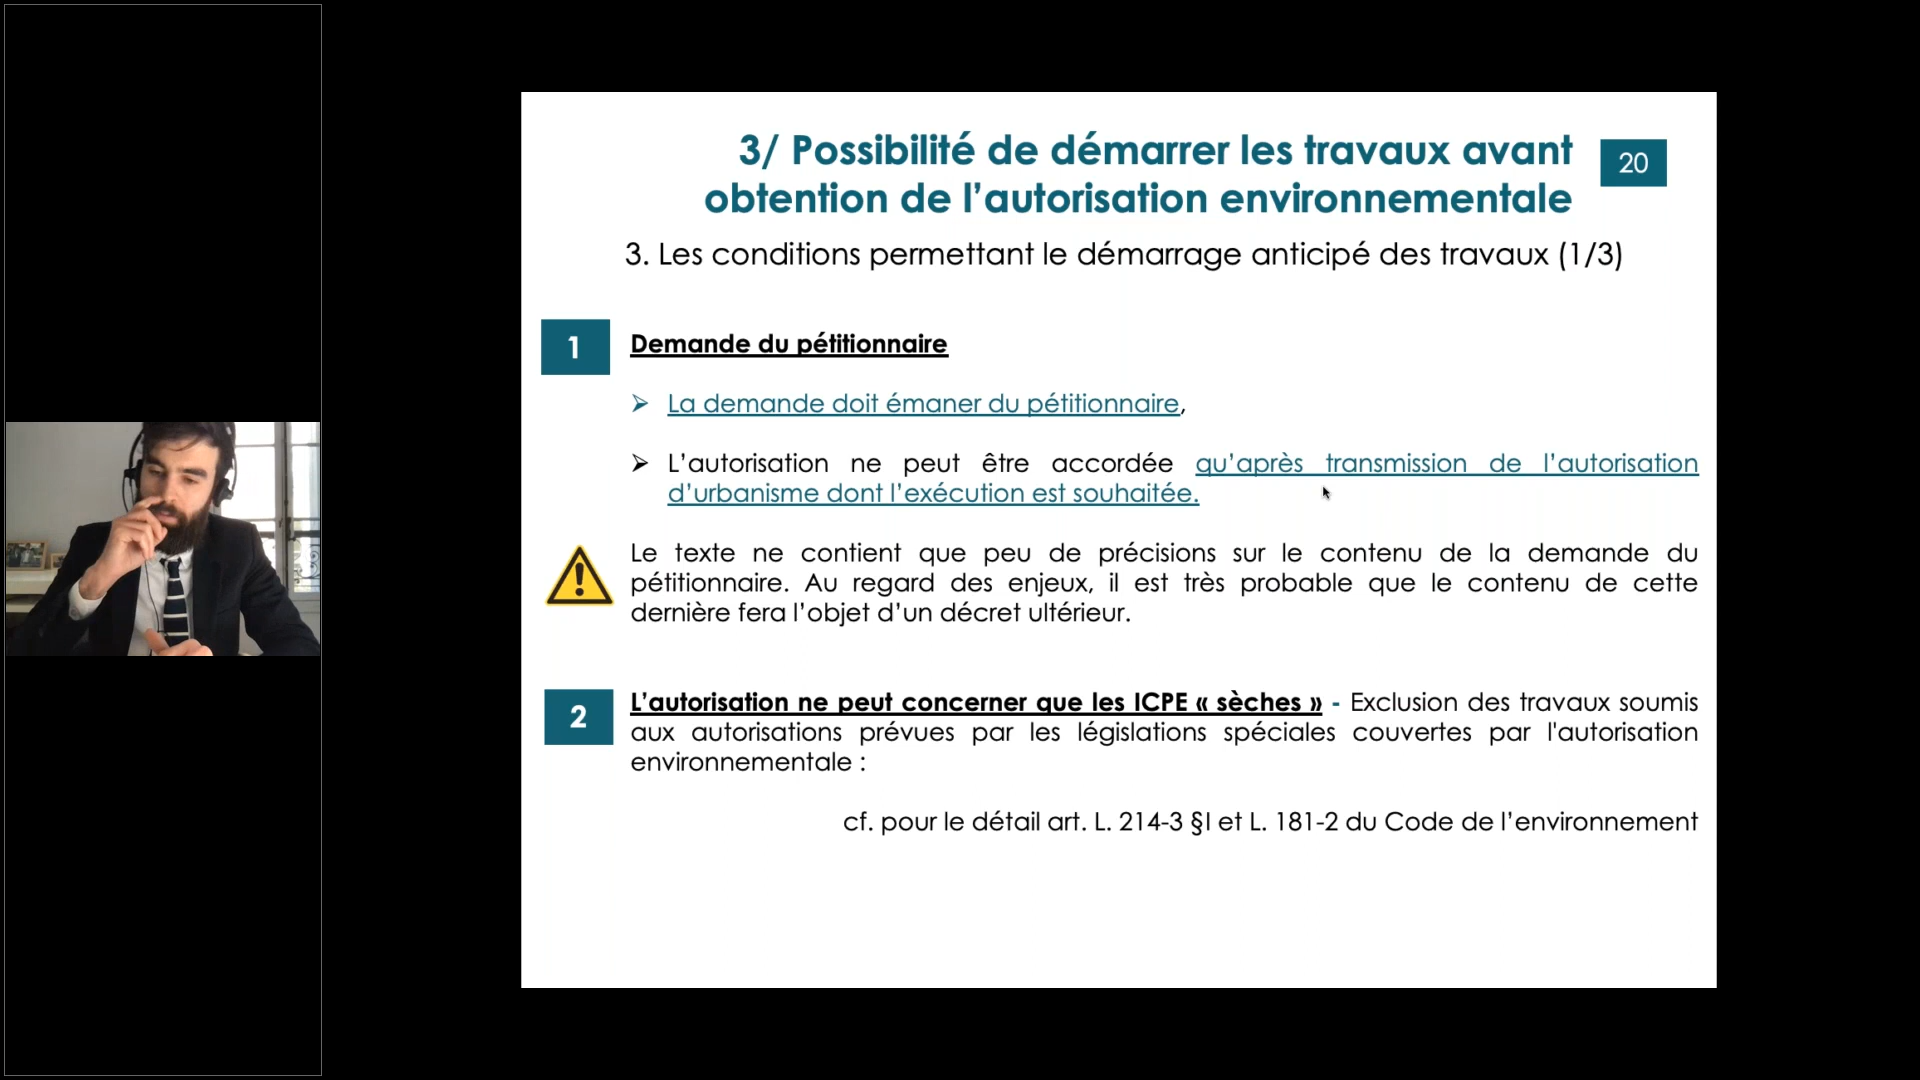 3/ Possibilité de démarrer les travaux avant
obtention de l’autorisation environnementale
20
3. Les conditions permettant le démarrage anticipé des travaux (1/3)
1
Demande du pétitionnaire
La demande doit émaner du pétitionnaire,
L’autorisation ne peut être accordée qu’après transmission de l’autorisation
d’urbanisme dont l’exécution est souhaitée.
Le texte ne contient que peu de précisions sur le contenu de la demande du
pétitionnaire. Au regard des enjeux, il est très probable que le contenu de cette
dernière fera l’objet d’un décret ultérieur.
2
L’autorisation ne peut concerner que les ICPE « sèches » - Exclusion des travaux soumis
aux autorisations prévues par les législations spéciales couvertes par l'autorisation
environnementale :
cf. pour le détail art. L. 214-3 §I et L. 181-2 du Code de l’environnement